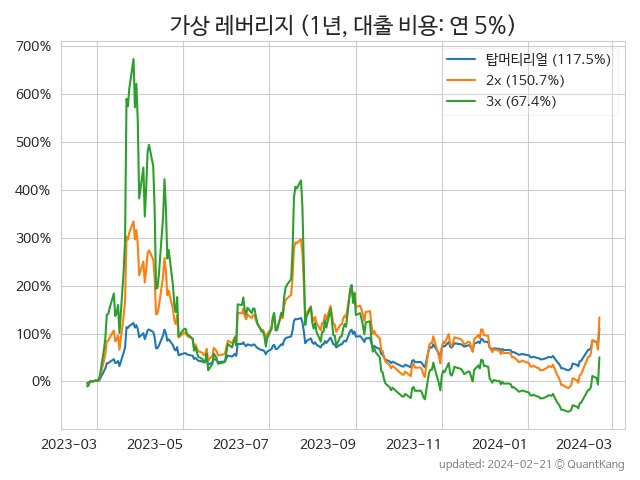 가상 레버리지 (1년, 대출 비용: 연 5%)
탑머티리얼 (117.5%)
2x (150.7%)
3x (67.4%)
700%
600%
500%
400%
300%
200%
100%
0%
2023-03 2023-05 2023-07 2023-09 2023-11 2024-01 2024-03
updated: 2024-02-21 © QuantKang